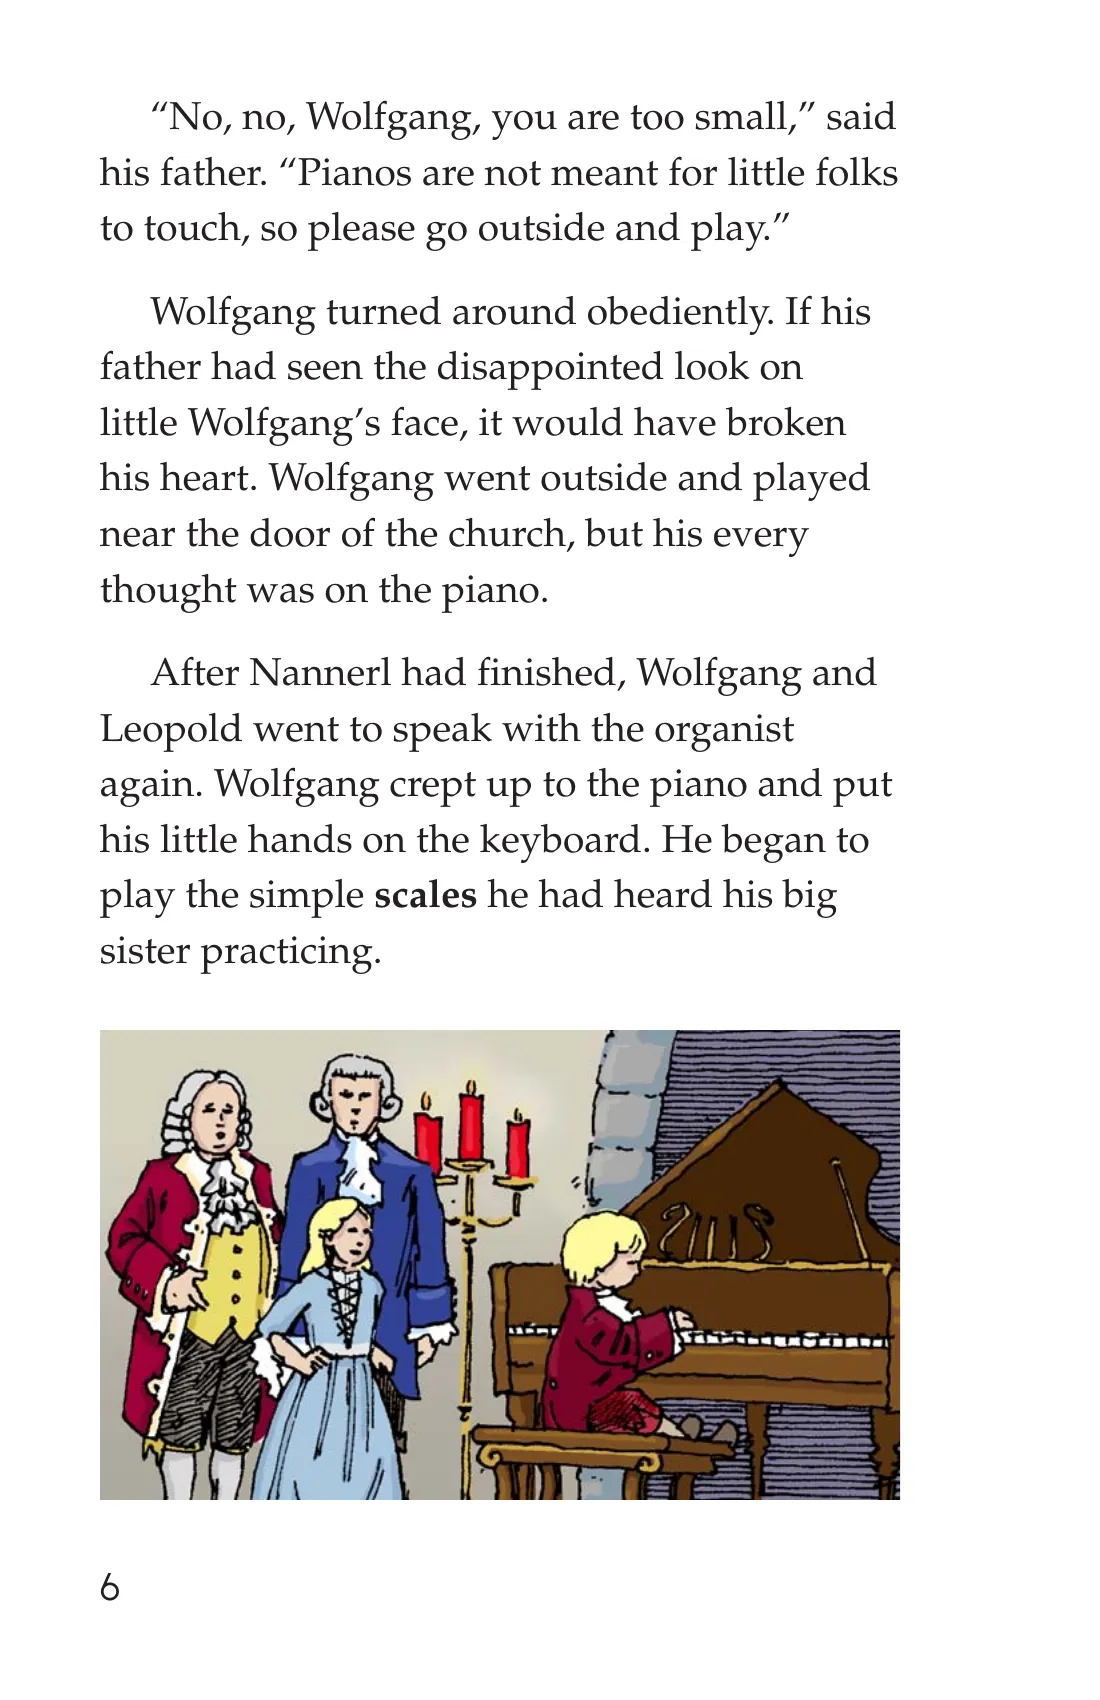 “No, no, Wolfgang, you are too small,” said
his father. “Pianos are not meant for little folks
to touch, so please go outside and play.”
Wolfgang turned around obediently. If his
father had seen the disappointed look on
little Wolfgang’s face, it would have broken
his heart. Wolfgang went outside and played
near the door of the church, but his every
thought was on the piano.
After Nannerl had finished, Wolfgang and
Leopold went to speak with the organist
again. Wolfgang crept up to the piano and put
his little hands on the keyboard. He began to
play the simple scales he had heard his big
sister practicing.
6